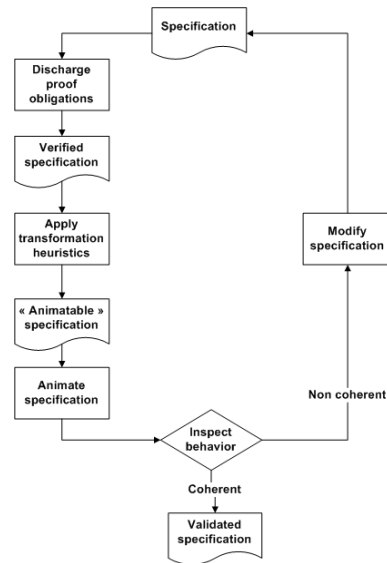 Specification
Discharge
proof
obligations
Verified
specification
Apply
transformation
heuristics
« Animatable »
specification
Animate
specification
Inspect
behavior
Modify
specification
Non coherent
Coherent
Validated
specification